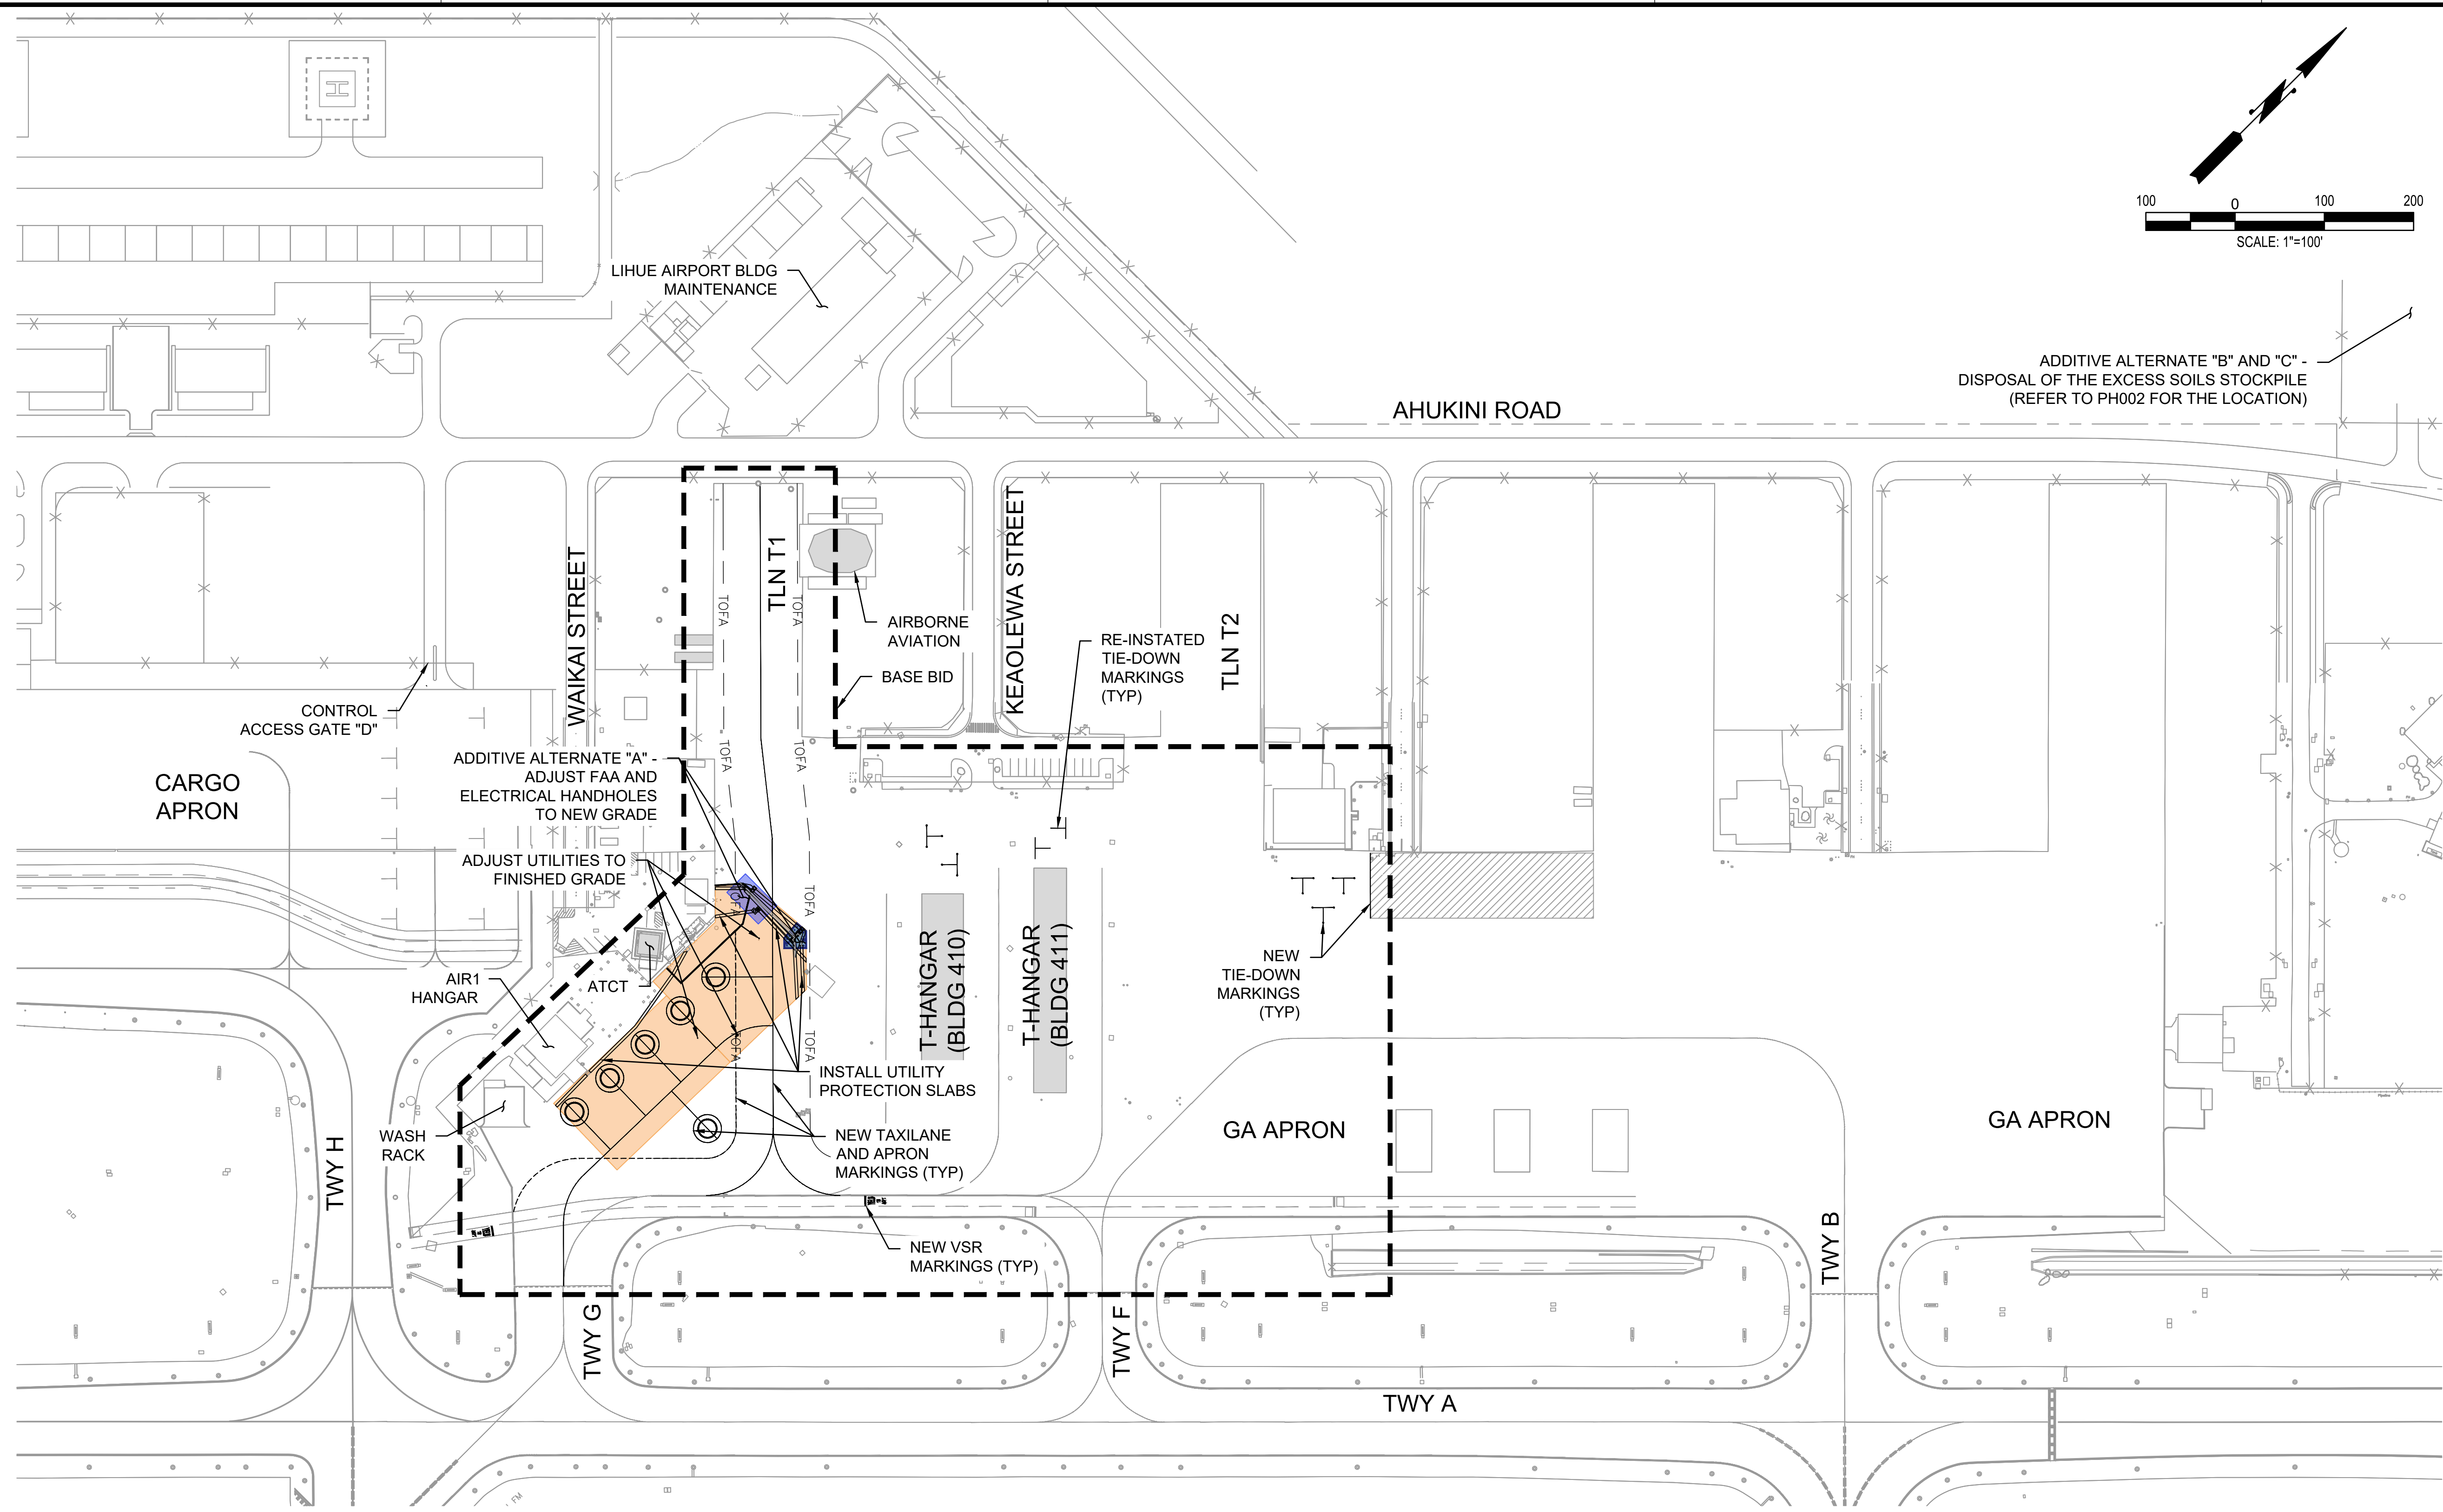 H
100 0 100 200
SCALE: 1"=100'
LIHUE AIRPORT BLDG
MAINTENANCE
ADDITIVE ALTERNATE "B" AND "C" -
DISPOSAL OF THE EXCESS SOILS STOCKPILE
(REFER TO PH002 FOR THE LOCATION)
AHUKINI ROAD
WAIKAI STREET
TLN T1
TOFA
TOFA
KEAOLEWA STREET
TLN T2
AIRBORNE
AVIATION
BASE BID
RE-INSTATED
TIE-DOWN
MARKINGS
(TYP)
CONTROL
ACCESS GATE "D"
CARGO
APRON
ADDITIVE ALTERNATE "A" -
ADJUST FAA AND
ELECTRICAL HANDHOLES
TO NEW GRADE
TOFA
TOFA
ADJUST UTILITIES TO
FINISHED GRADE
TOFA
TOFA
AIR1
HANGAR
ATCT
T-HANGAR
(BLDG 410)
T-HANGAR
(BLDG 411)
NEW
TIE-DOWN
MARKINGS
(TYP)
TOFA
TOFA
INSTALL UTILITY
PROTECTION SLABS
WASH
RACK
NEW TAXILANE
AND APRON
MARKINGS (TYP)
GA APRON
GA APRON
TWY H
NEW VSR
MARKINGS (TYP)
TWY G
TWY F
TWY B
TWY A
FM